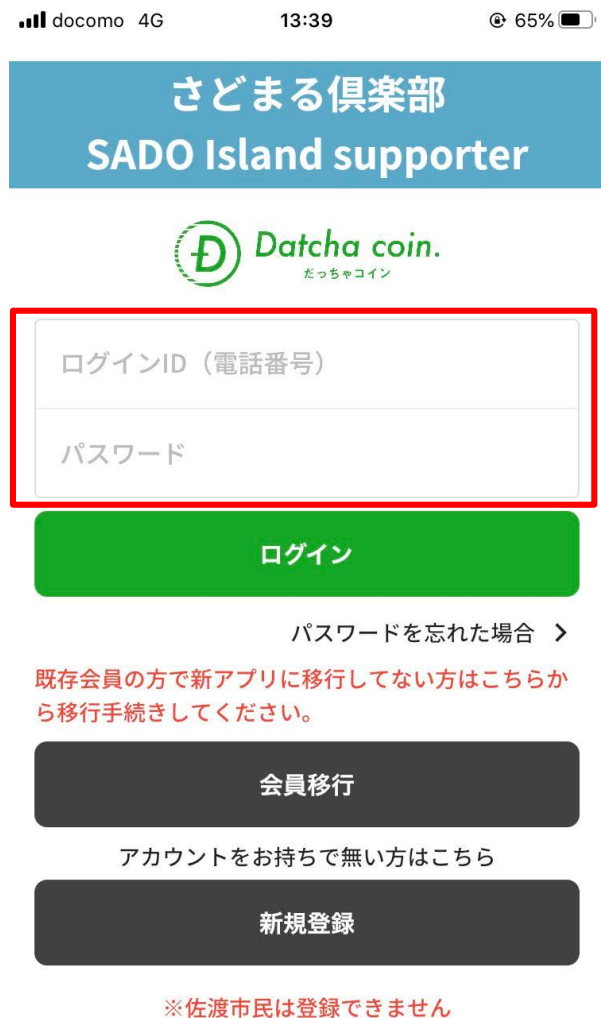 docomo 4G 13:39 65%
さどまる倶楽部
SADO Island supporter
Datcha coin.
だっちゃコイン
ログインID（電話番号）
パスワード
ログイン
パスワードを忘れた場合
既存会員の方で新アプリに移行してない方はこちらか
ら移行手続きしてください。
会員移行
アカウントをお持ちで無い方はこちら
新規登録
※佐渡市民は登録できません